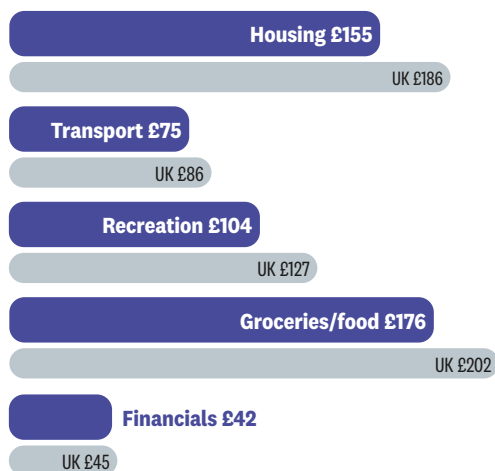 Housing £155
UK £186
Transport £75
UK £86
Recreation £104
UK £127
Groceries/food £176
UK £202
Financials £42
UK £45